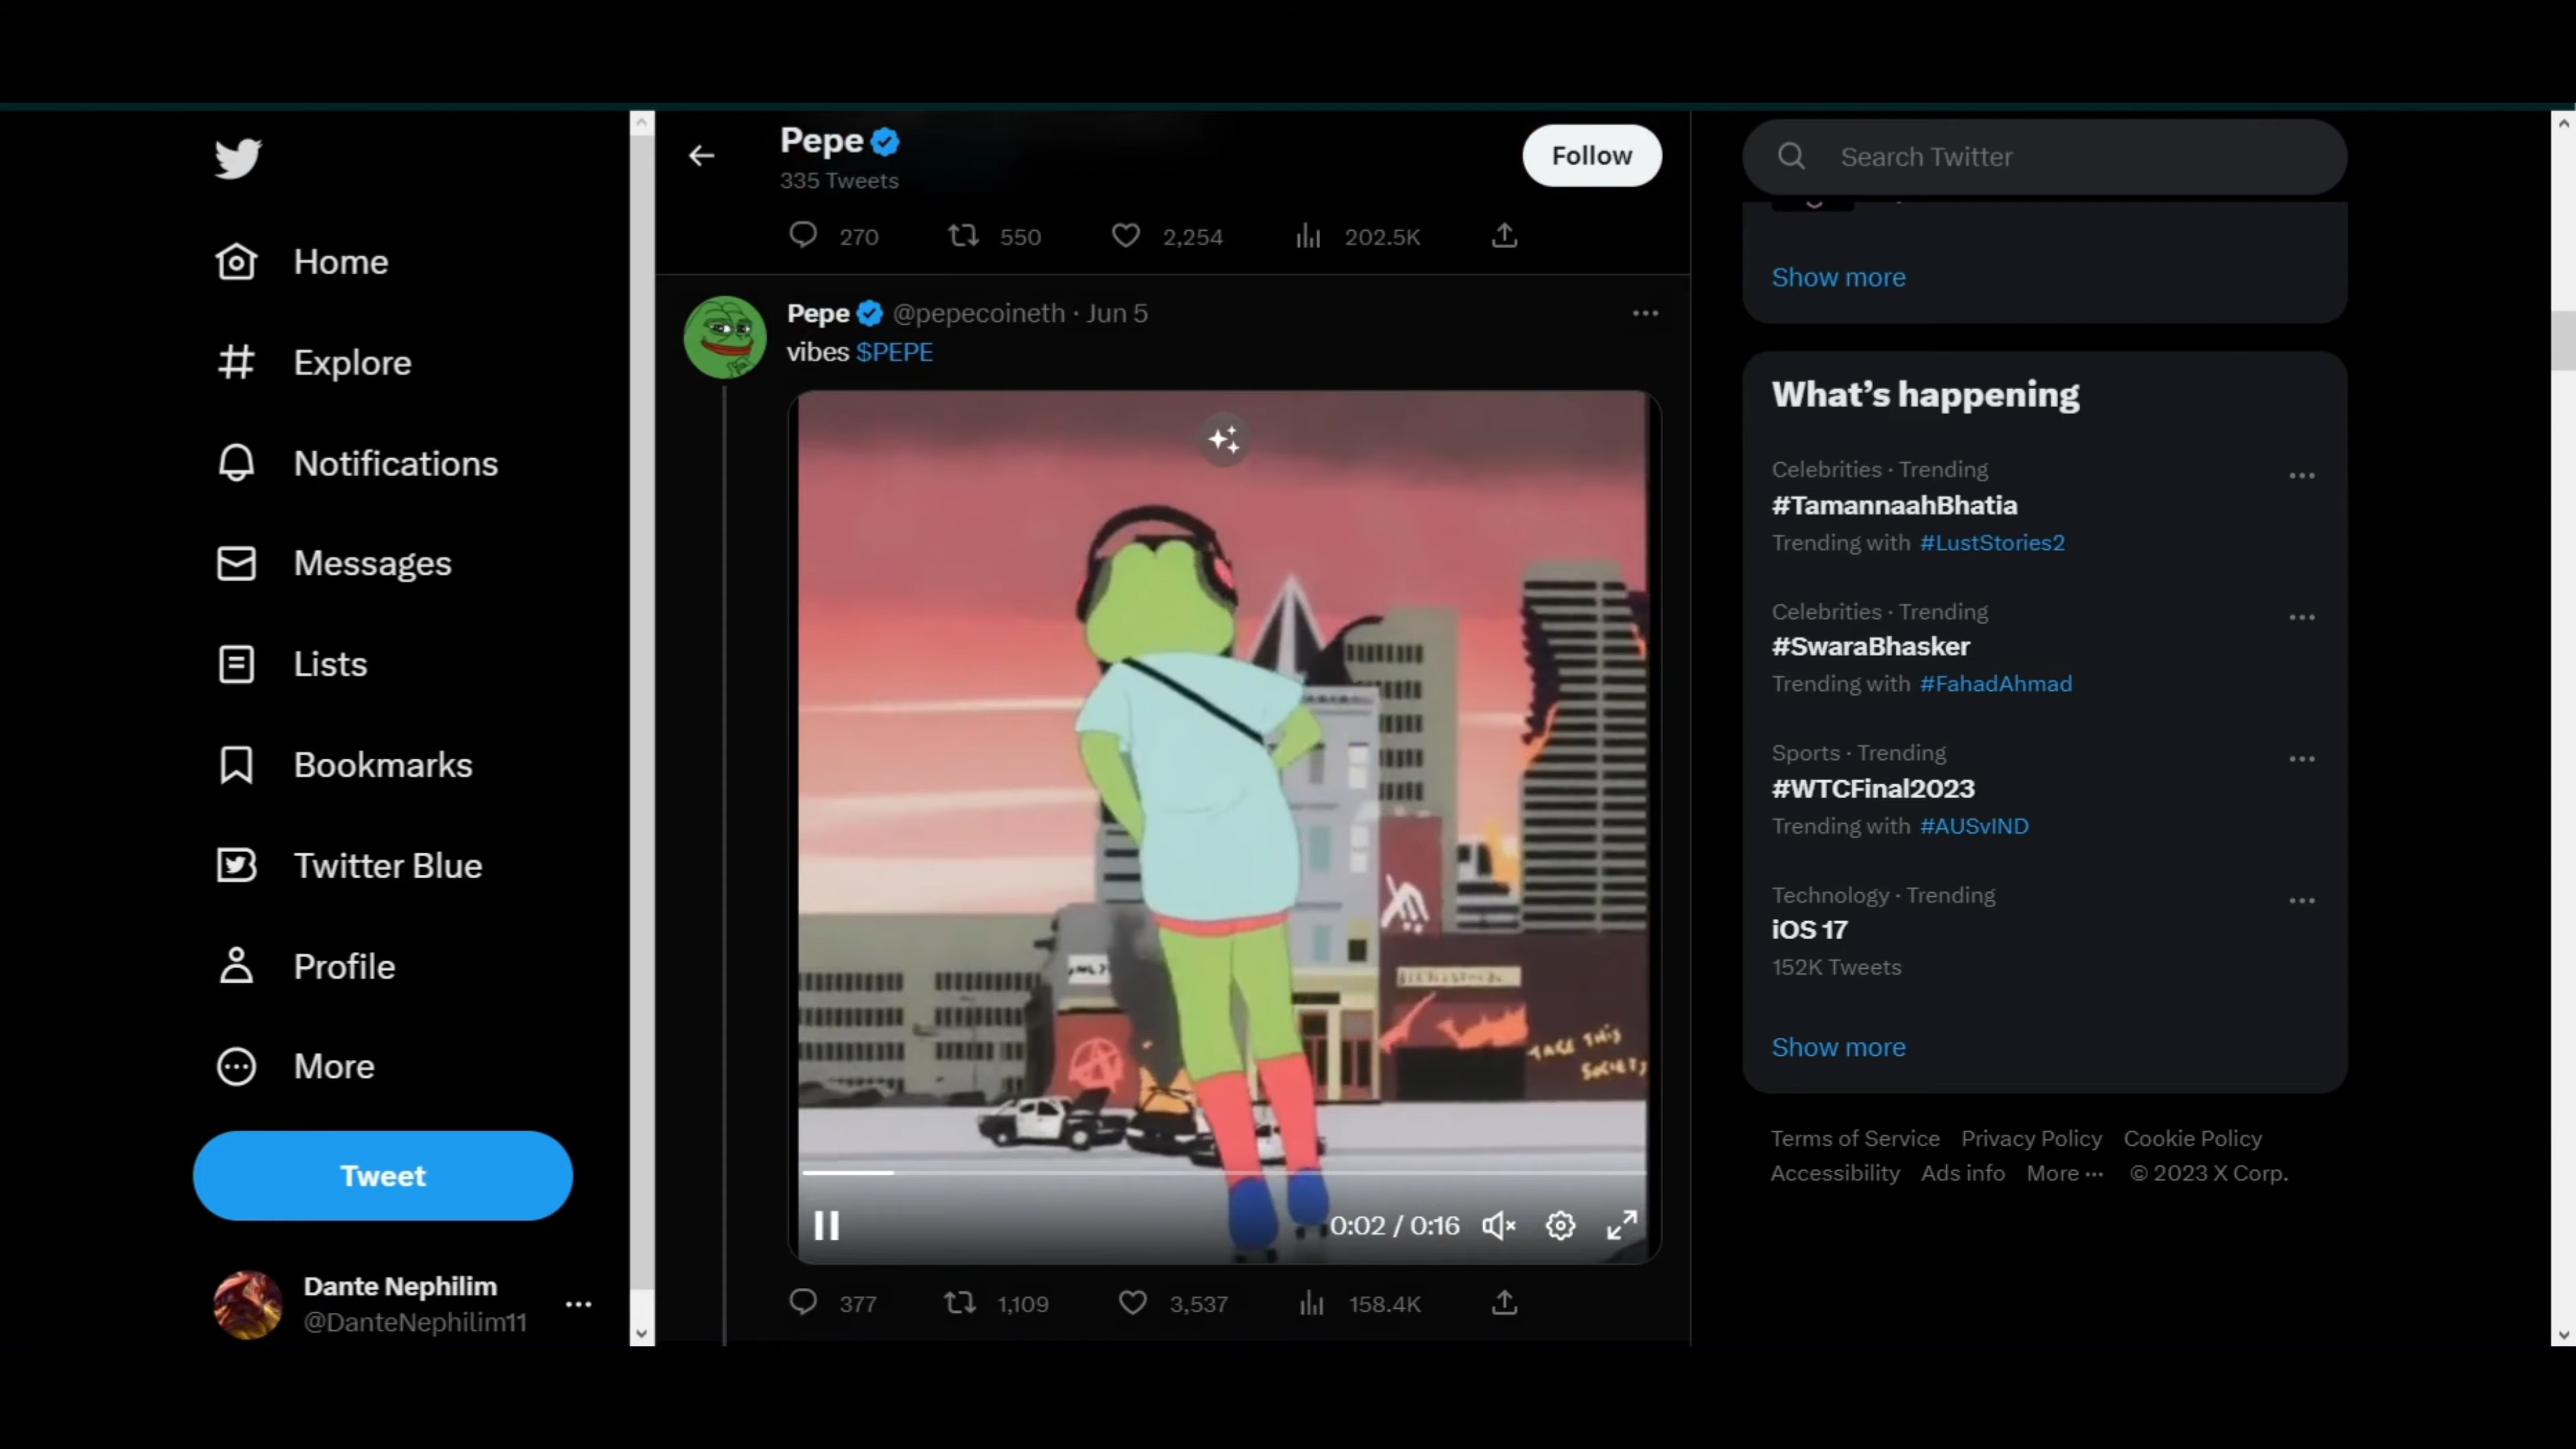 Home
Explore
Notifications
Messages
Lists
Bookmarks
Twitter Blue
Profile
More
Tweet
Dante Nephilim
@DanteNephilim11
Pepe
335 Tweets
Follow
270 550 2,254 202.5K
Pepe @pepecoineth · Jun 5
vibes $PEPE
TAKE THIS
SOCIETY
0:02 / 0:16
377 1,109 3,537 158.4K
Search Twitter
Show more
What's happening
Celebrities · Trending
#TamannaahBhatia
Trending with #LustStories2
Celebrities · Trending
#SwaraBhasker
Trending with #FahadAhmad
Sports · Trending
#WTCFinal2023
Trending with #AUSvIND
Technology · Trending
iOS 17
152K Tweets
Show more
Terms of Service Privacy Policy Cookie Policy
Accessibility Ads info More ··· © 2023 X Corp.